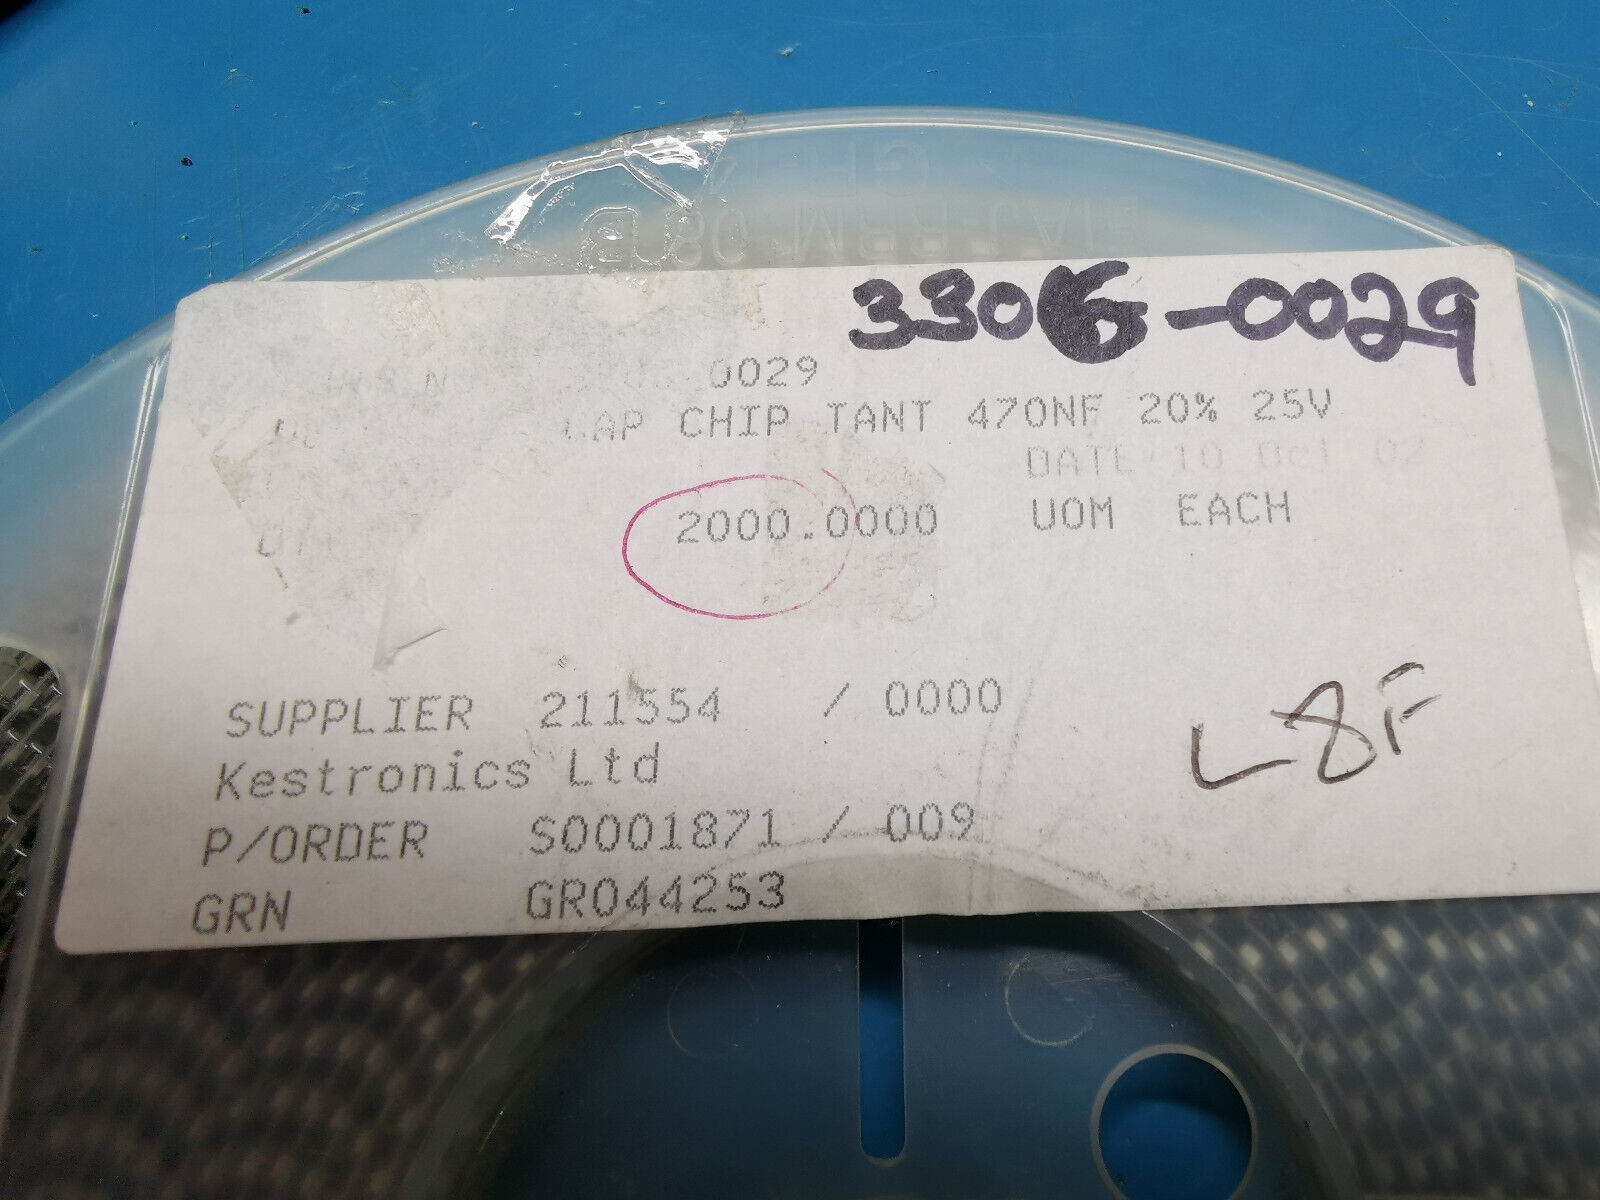 3306-0029
0029
CAP CHIP TANT 470NF 20% 25V
DATE 10 Oct 02
2000.0000 UOM EACH
SUPPLIER 211554 / 0000
Kestronics Ltd
L8F
P/ORDER S0001871 / 009
GRN GR044253